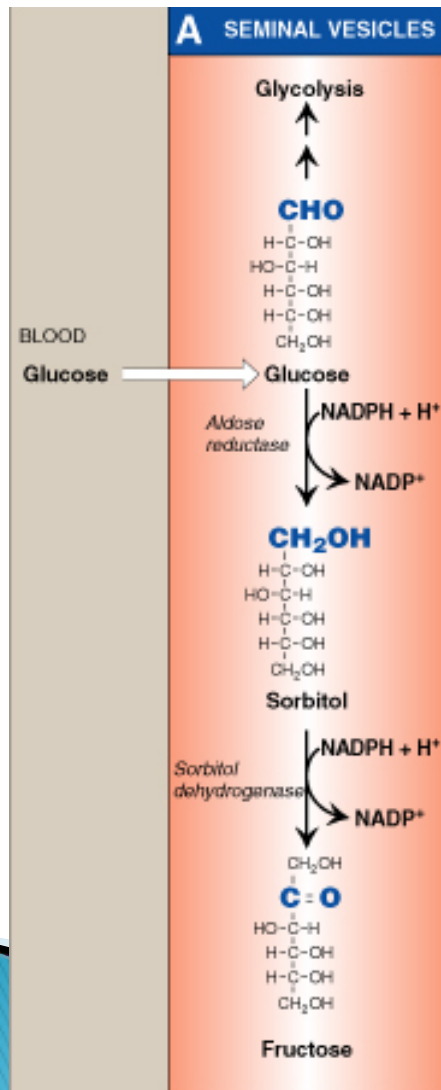 A SEMINAL VESICLES
Glycolysis
CHO
H-C-OH
HO-C-H
H-C-OH
H-C-OH
CH₂OH
BLOOD
Glucose
Glucose
Aldose
reductase
NADPH + H⁺
NADP⁺
CH₂OH
H-C-OH
HO-C-H
H-C-OH
H-C-OH
CH₂OH
Sorbitol
Sorbitol
dehydrogenase
NADPH + H⁺
NADP⁺
CH₂OH
C=O
HO-C-H
H-C-OH
H-C-OH
CH₂OH
Fructose